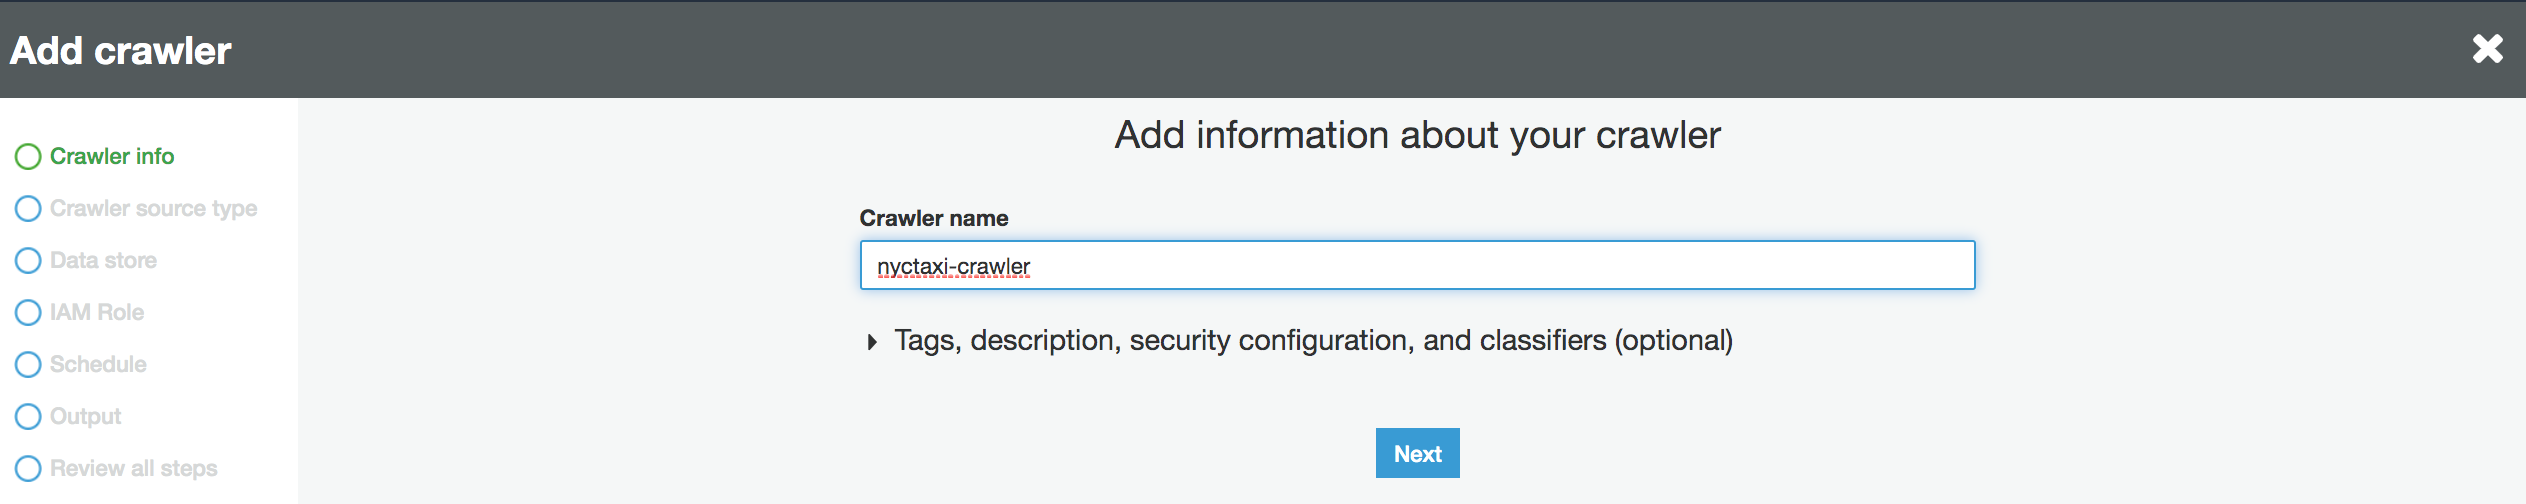 Add crawler
Crawler info
Crawler source type
Data store
IAM Role
Schedule
Output
Review all steps
Add information about your crawler
Crawler name
nyctaxi-crawler
Tags, description, security configuration, and classifiers (optional)
Next